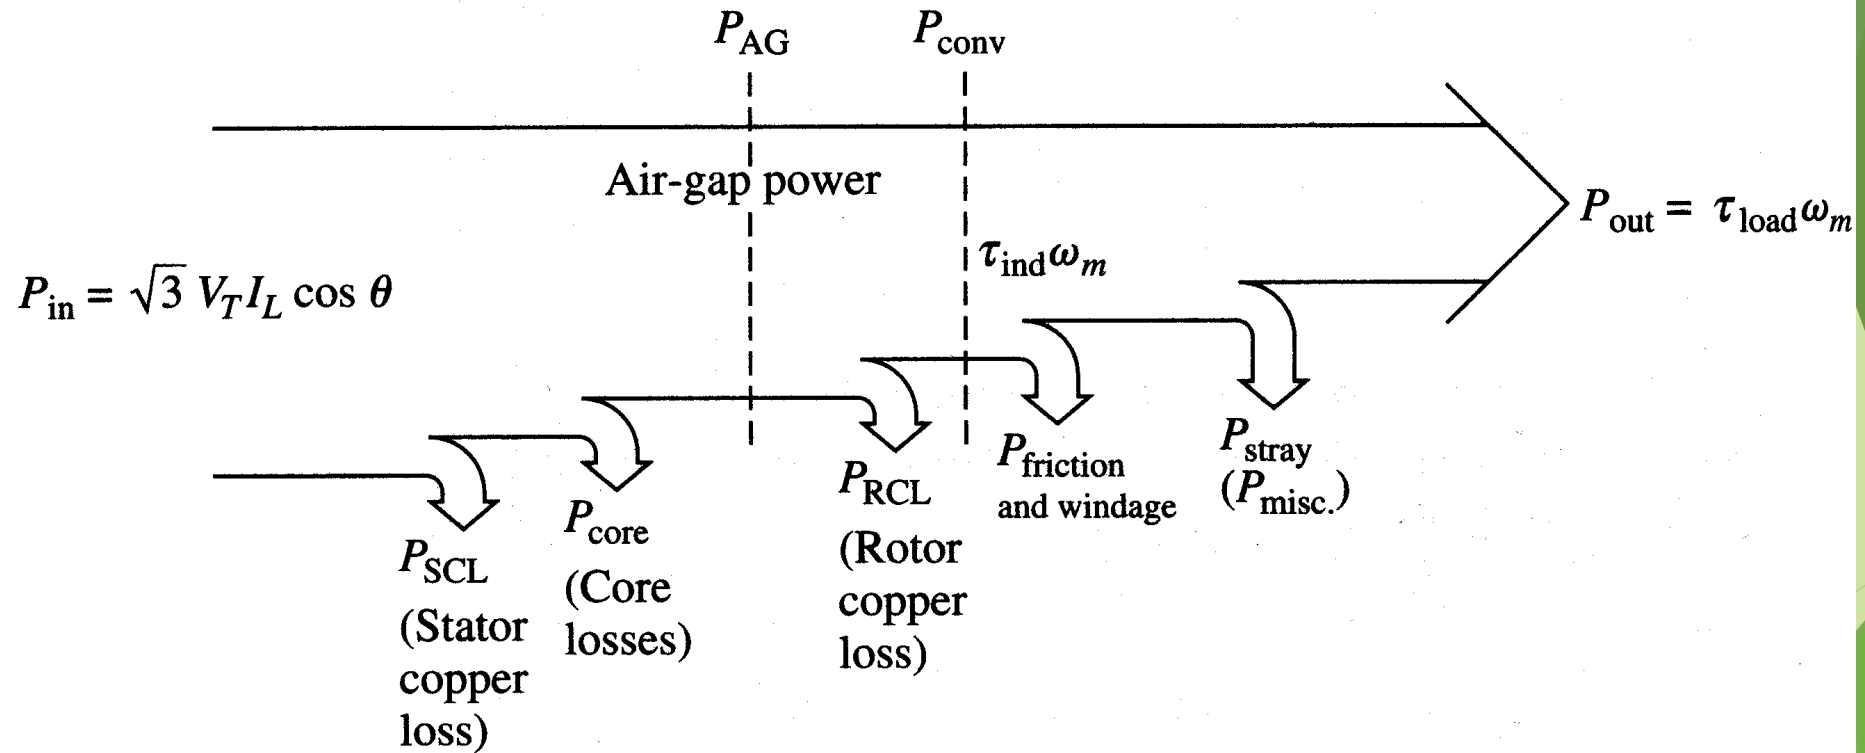 P_AG
P_conv
Air-gap power
P_out = τ_load ω_m
τ_ind ω_m
P_in = √3 V_T I_L cos θ
P_SCL
(Stator
copper
loss)
P_core
(Core
losses)
P_RCL
(Rotor
copper
loss)
P_friction
and windage
P_stray
(P_misc.)